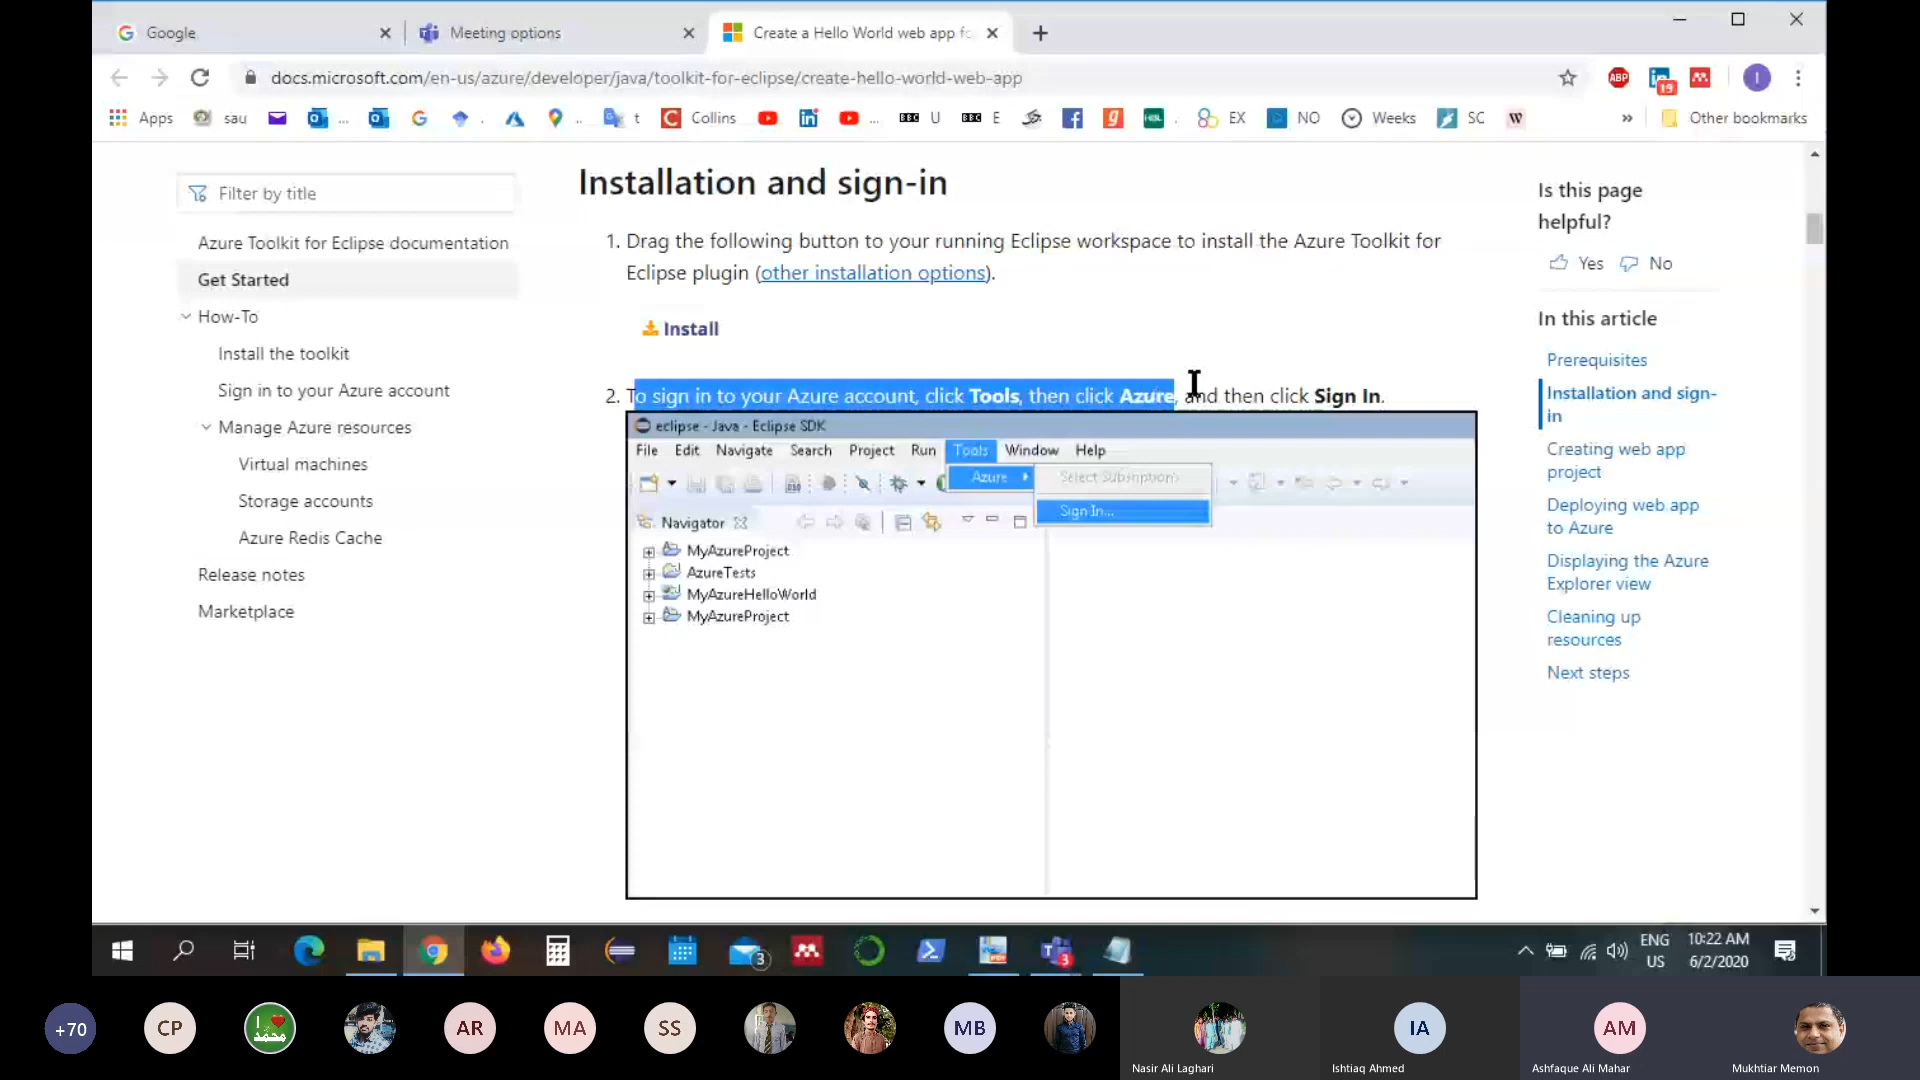 Google
Meeting options
Create a Hello World web app fo
docs.microsoft.com/en-us/azure/developer/java/toolkit-for-eclipse/create-hello-world-web-app
ABP
19
I
Apps
sau
...
.
..
t
Collins
...
BBC U
BBC E
.
EX
NO
Weeks
SC
W
»
Other bookmarks
Filter by title
Azure Toolkit for Eclipse documentation
Get Started
How-To
Install the toolkit
Sign in to your Azure account
Manage Azure resources
Virtual machines
Storage accounts
Azure Redis Cache
Release notes
Marketplace
Installation and sign-in
1. Drag the following button to your running Eclipse workspace to install the Azure Toolkit for
Eclipse plugin (other installation options).
Install
2. To sign in to your Azure account, click Tools, then click Azure, and then click Sign In.
eclipse - Java - Eclipse SDK
File Edit Navigate Search Project Run Tools Window Help
Azure
Select Subscriptions
Sign In...
Navigator
MyAzureProject
AzureTests
MyAzureHelloWorld
MyAzureProject
Is this page
helpful?
Yes No
In this article
Prerequisites
Installation and sign-
in
Creating web app
project
Deploying web app
to Azure
Displaying the Azure
Explorer view
Cleaning up
resources
Next steps
3
3
ENG
US
10:22 AM
6/2/2020
+70
CP
محمد
AR
MA
SS
MB
Nasir Ali Laghari
IA
Ishtiaq Ahmed
AM
Ashfaque Ali Mahar
Mukhtiar Memon